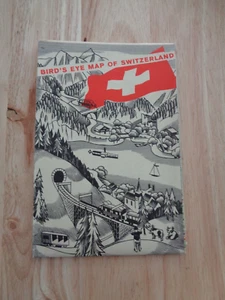 BIRD'S EYE MAP OF SWITZERLAND